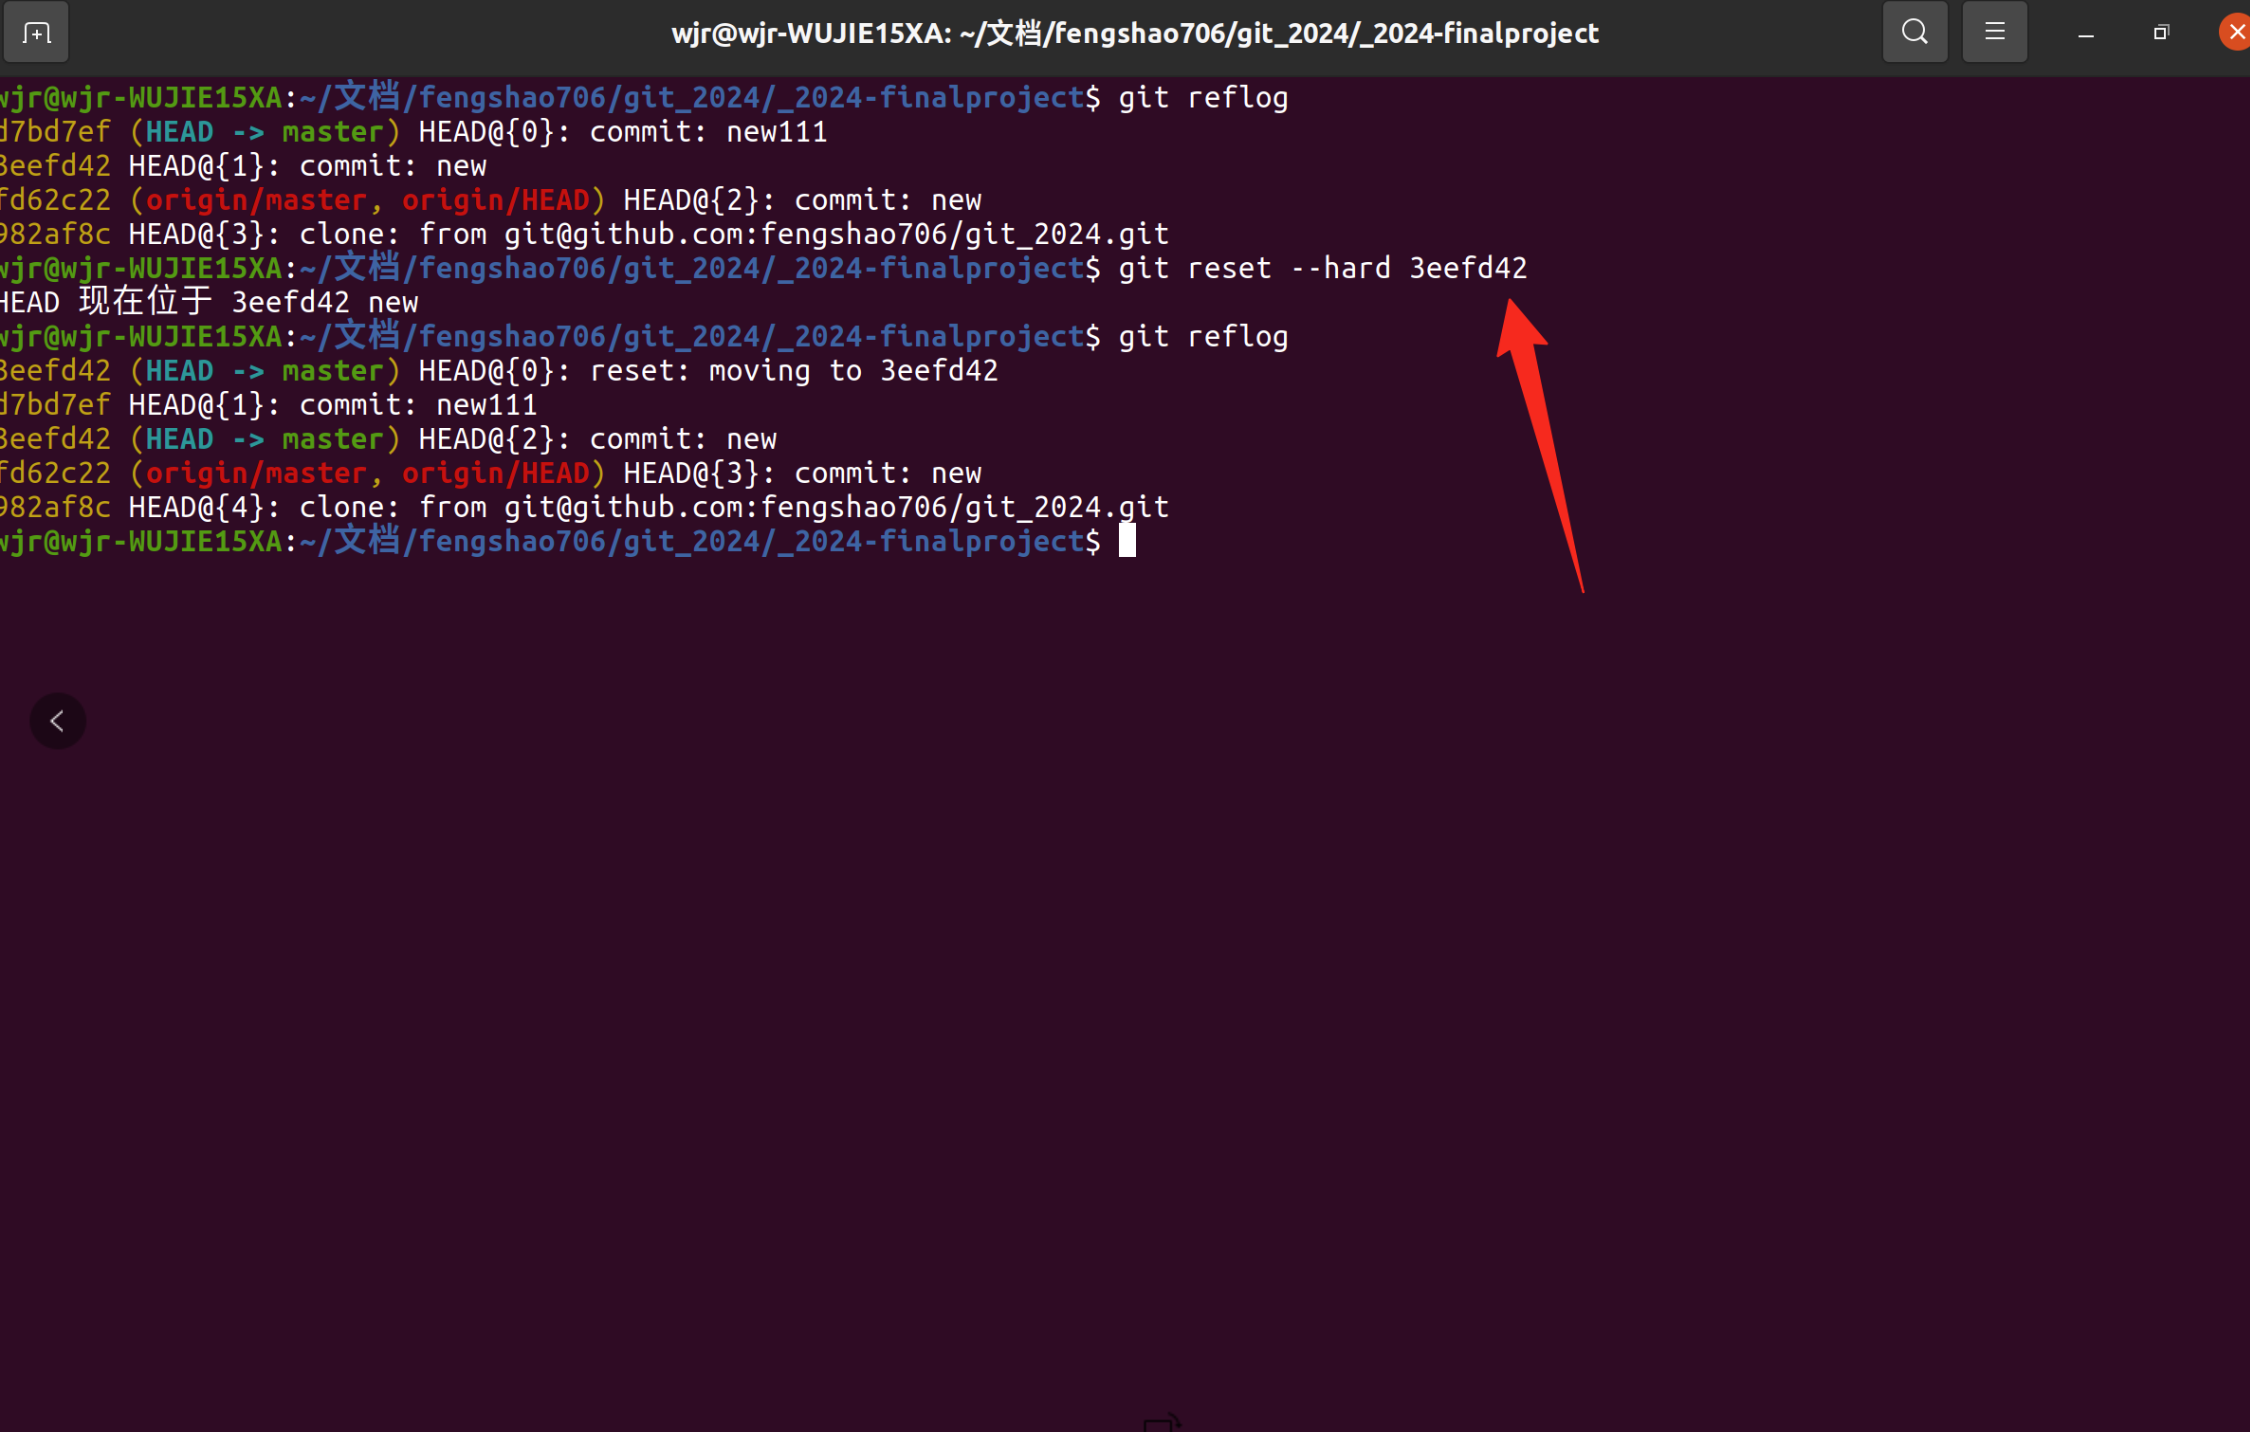 wjr@wjr-WUJIE15XA: ~/文档/fengshao706/git_2024/_2024-finalproject
wjr@wjr-WUJIE15XA:~/文档/fengshao706/git_2024/_2024-finalproject$ git reflog
d7bd7ef (HEAD -> master) HEAD@{0}: commit: new111
3eefd42 HEAD@{1}: commit: new
fd62c22 (origin/master, origin/HEAD) HEAD@{2}: commit: new
982af8c HEAD@{3}: clone: from git@github.com:fengshao706/git_2024.git
wjr@wjr-WUJIE15XA:~/文档/fengshao706/git_2024/_2024-finalproject$ git reset --hard 3eefd42
HEAD 现在位于 3eefd42 new
wjr@wjr-WUJIE15XA:~/文档/fengshao706/git_2024/_2024-finalproject$ git reflog
3eefd42 (HEAD -> master) HEAD@{0}: reset: moving to 3eefd42
d7bd7ef HEAD@{1}: commit: new111
3eefd42 (HEAD -> master) HEAD@{2}: commit: new
fd62c22 (origin/master, origin/HEAD) HEAD@{3}: commit: new
982af8c HEAD@{4}: clone: from git@github.com:fengshao706/git_2024.git
wjr@wjr-WUJIE15XA:~/文档/fengshao706/git_2024/_2024-finalproject$